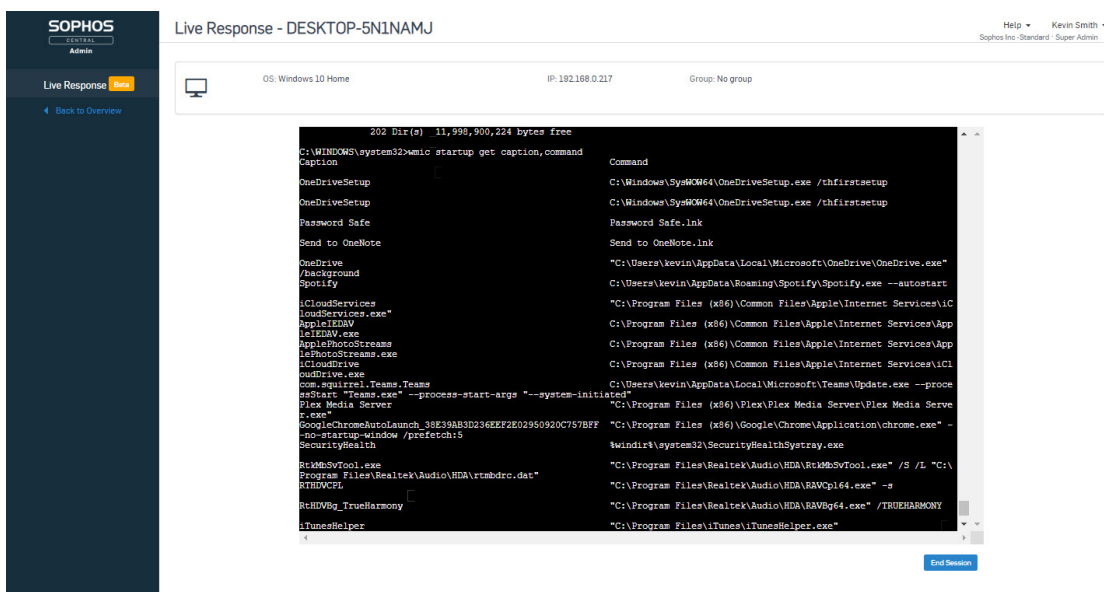 SOPHOS
CENTRAL
Admin
Live Response - DESKTOP-5N1NAMJ
Help
Kevin Smith
Sophos Inc -Standard · Super Admin
Live Response Beta
Back to Overview
OS: Windows 10 Home
IP: 192.168.0.217
Group: No group
202 Dir(s) 11,998,900,224 bytes free
C:\WINDOWS\system32>wmic startup get caption,command
Caption Command
OneDriveSetup C:\Windows\SysWOW64\OneDriveSetup.exe /thfirstsetup
OneDriveSetup C:\Windows\SysWOW64\OneDriveSetup.exe /thfirstsetup
Password Safe Password Safe.lnk
Send to OneNote Send to OneNote.lnk
OneDrive "C:\Users\kevin\AppData\Local\Microsoft\OneDrive\OneDrive.exe"
/background
Spotify C:\Users\kevin\AppData\Roaming\Spotify\Spotify.exe --autostart
iCloudServices "C:\Program Files (x86)\Common Files\Apple\Internet Services\iC
loudServices.exe"
AppleIEDAV C:\Program Files (x86)\Common Files\Apple\Internet Services\App
leIEDAV.exe
ApplePhotoStreams C:\Program Files (x86)\Common Files\Apple\Internet Services\App
lePhotoStreams.exe
iCloudDrive C:\Program Files (x86)\Common Files\Apple\Internet Services\iCl
oudDrive.exe
com.squirrel.Teams.Teams C:\Users\kevin\AppData\Local\Microsoft\Teams\Update.exe --proce
ssStart "Teams.exe" --process-start-args "--system-initiated"
Plex Media Server "C:\Program Files (x86)\Plex\Plex Media Server\Plex Media Serve
r.exe"
GoogleChromeAutoLaunch_38E39AB3D236EEF2E02950920C757BFF "C:\Program Files (x86)\Google\Chrome\Application\chrome.exe" -
-no-startup-window /prefetch:5
SecurityHealth %windir%\system32\SecurityHealthSystray.exe
RtkMbSvTool.exe "C:\Program Files\Realtek\Audio\HDA\RtkMbSvTool.exe" /S /L "C:\
Program Files\Realtek\Audio\HDA\rtmbdrc.dat"
RTHDVCPL "C:\Program Files\Realtek\Audio\HDA\RAVCpl64.exe" -s
RtHDVBg_TrueHarmony "C:\Program Files\Realtek\Audio\HDA\RAVBg64.exe" /TRUEHARMONY
iTunesHelper "C:\Program Files\iTunes\iTunesHelper.exe"
End Session